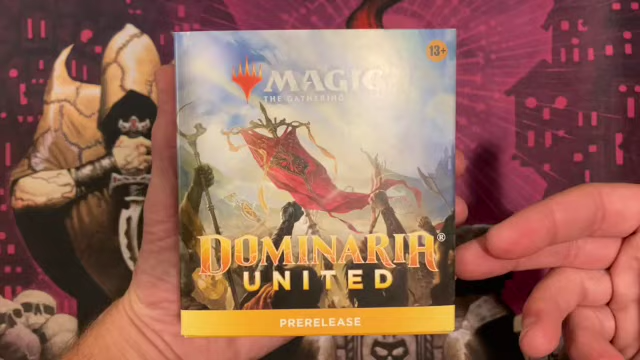 13+
MAGIC
THE GATHERING
DOMINARIA®
UNITED
PRERELEASE